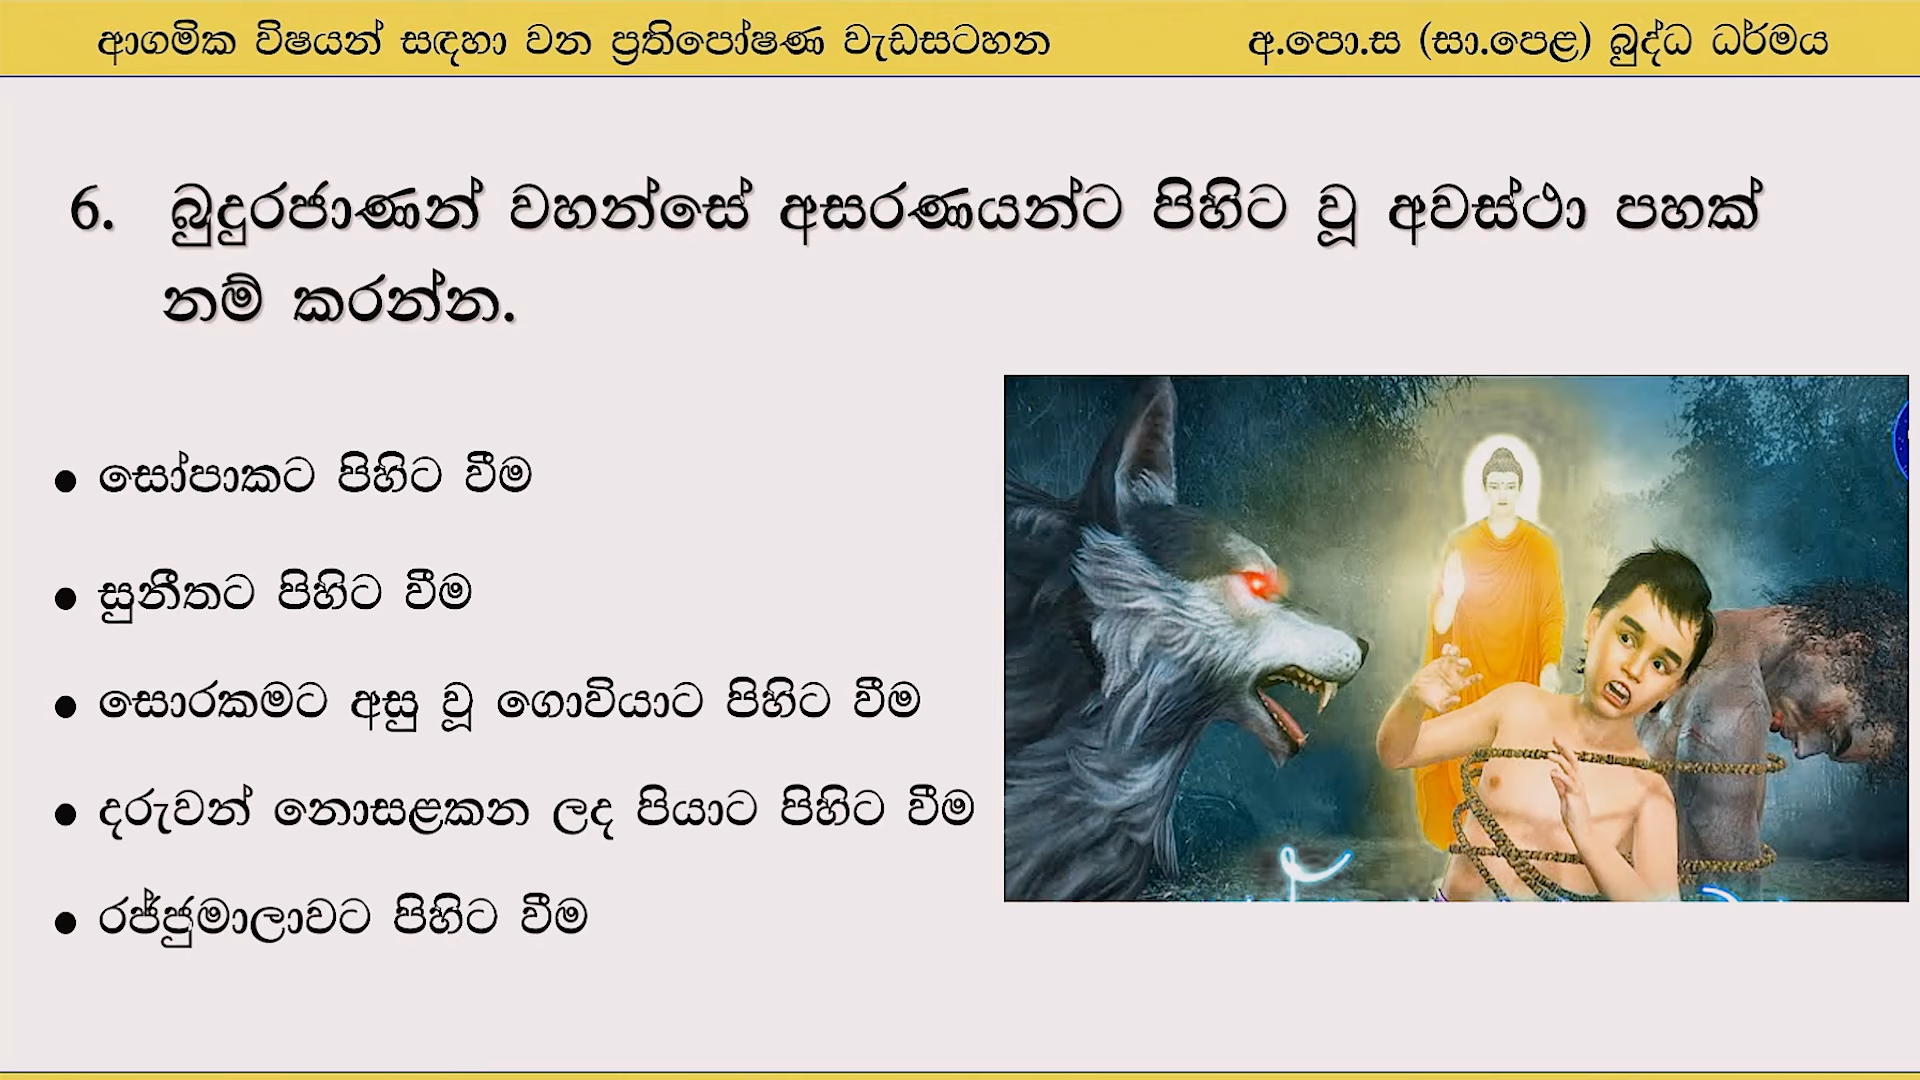 ආගමික විෂයන් සඳහා වන ප්‍රතිපෝෂණ වැඩසටහන
අ.පො.ස (සා.පෙළ) බුද්ධ ධර්මය
6. බුදුරජාණන් වහන්සේ අසරණයන්ට පිහිට වූ අවස්ථා පහක්
නම් කරන්න.
• සෝපාකට පිහිට වීම
• සුනීතට පිහිට වීම
• සොරකමට අසු වූ ගොවියාට පිහිට වීම
• දරුවන් නොසළකන ලද පියාට පිහිට වීම
• රජ්ජුමාලාවට පිහිට වීම